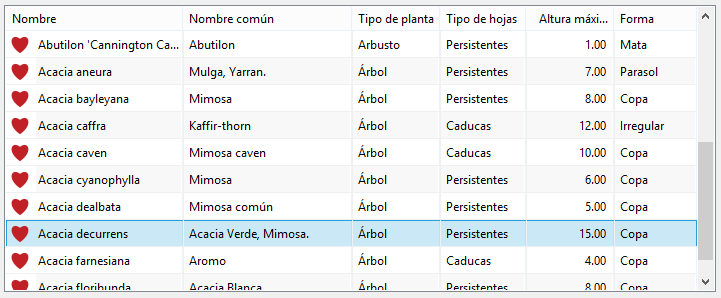 Nombre Nombre común Tipo de planta Tipo de hojas Altura máxi... Forma
Abutilon 'Cannington Ca... Abutilon Arbusto Persistentes 1.00 Mata
Acacia aneura Mulga, Yarran. Árbol Persistentes 7.00 Parasol
Acacia bayleyana Mimosa Árbol Persistentes 8.00 Copa
Acacia caffra Kaffir-thorn Árbol Caducas 12.00 Irregular
Acacia caven Mimosa caven Árbol Caducas 10.00 Copa
Acacia cyanophylla Mimosa Árbol Persistentes 6.00 Copa
Acacia dealbata Mimosa común Árbol Persistentes 5.00 Copa
Acacia decurrens Acacia Verde, Mimosa. Árbol Persistentes 15.00 Copa
Acacia farnesiana Aromo Árbol Caducas 4.00 Copa
Acacia floribunda Acacia Blanca Árbol Persistentes 8.00 Copa